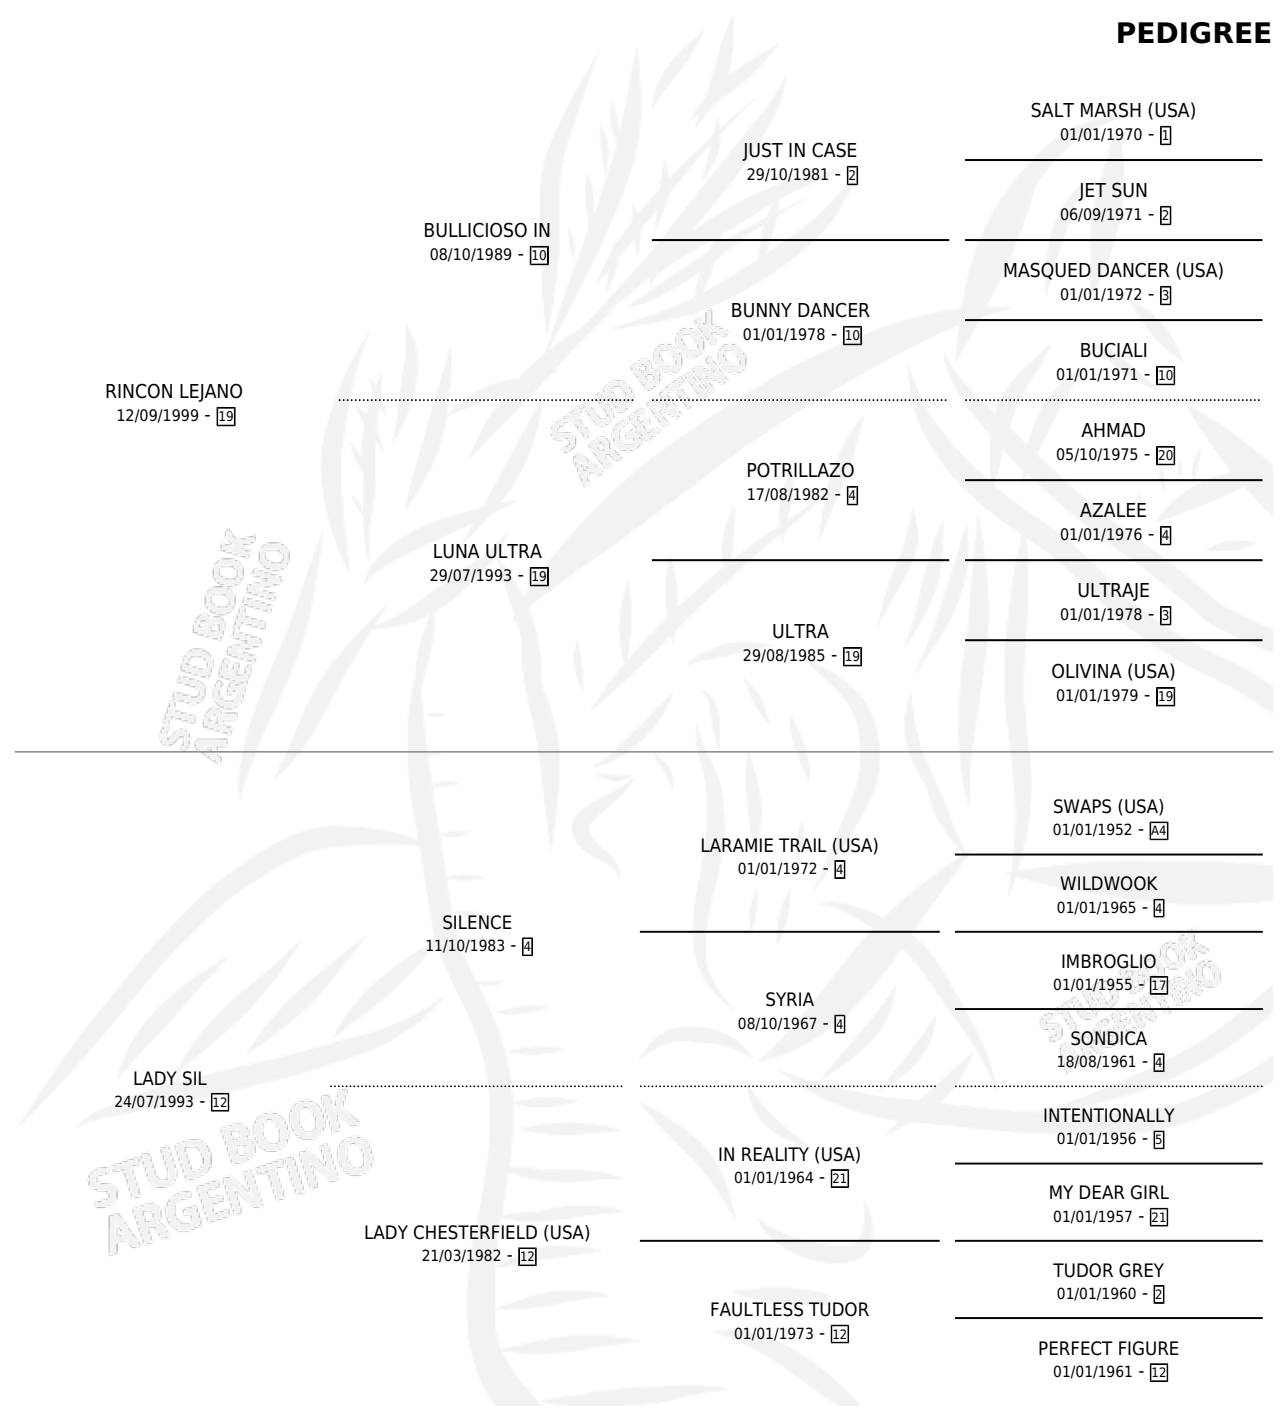 PEDIGREE
SALT MARSH (USA)
01/01/1970 - 1
JUST IN CASE
29/10/1981 - 2
JET SUN
06/09/1971 - 2
BULLICIOSO IN
08/10/1989 - 10
MASQUED DANCER (USA)
01/01/1972 - 3
BUNNY DANCER
01/01/1978 - 10
BUCIALI
01/01/1971 - 10
RINCON LEJANO
12/09/1999 - 19
AHMAD
05/10/1975 - 20
POTRILLAZO
17/08/1982 - 4
AZALEE
01/01/1976 - 4
LUNA ULTRA
29/07/1993 - 19
ULTRAJE
01/01/1978 - 3
ULTRA
29/08/1985 - 19
OLIVINA (USA)
01/01/1979 - 19
SWAPS (USA)
01/01/1952 - A4
LARAMIE TRAIL (USA)
01/01/1972 - 4
WILDWOOK
01/01/1965 - 4
SILENCE
11/10/1983 - 4
IMBROGLIO
01/01/1955 - 17
SYRIA
08/10/1967 - 4
SONDICA
18/08/1961 - 4
LADY SIL
24/07/1993 - 12
INTENTIONALLY
01/01/1956 - 5
IN REALITY (USA)
01/01/1964 - 21
MY DEAR GIRL
01/01/1957 - 21
LADY CHESTERFIELD (USA)
21/03/1982 - 12
TUDOR GREY
01/01/1960 - 2
FAULTLESS TUDOR
01/01/1973 - 12
PERFECT FIGURE
01/01/1961 - 12
STUD BOOK
ARGENTINO
STUD BOOK
ARGENTINO
STUD BOOK
ARGENTINO
STUD BOOK
ARGENTINO